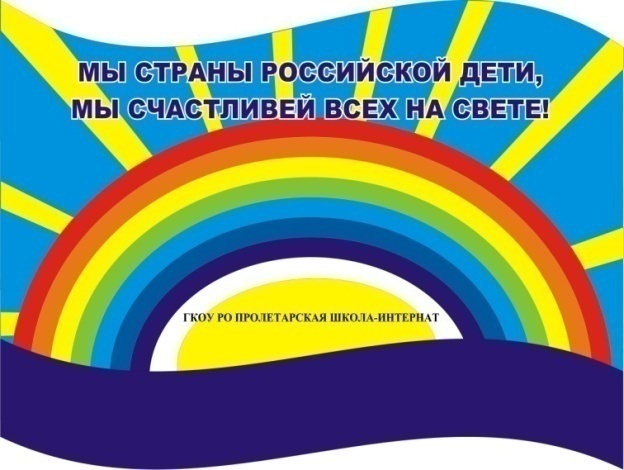 МЫ СТРАНЫ РОССИЙСКОЙ ДЕТИ,
МЫ СЧАСТЛИВЕЙ ВСЕХ НА СВЕТЕ!
ГКОУ РО ПРОЛЕТАРСКАЯ ШКОЛА-ИНТЕРНАТ